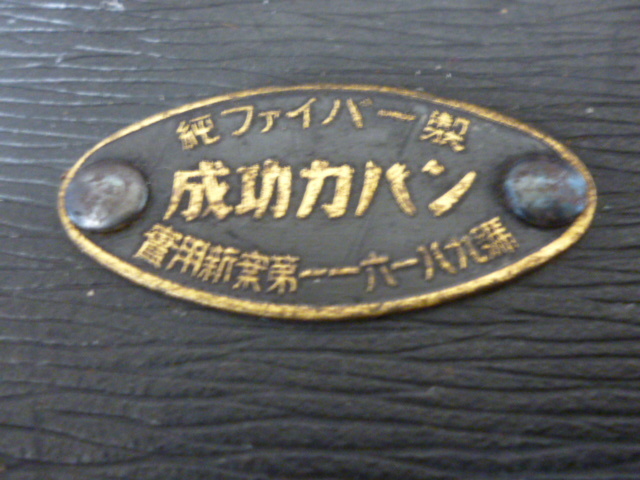 純ファイバー製
成功カバン
實用新案第一一六一八九號